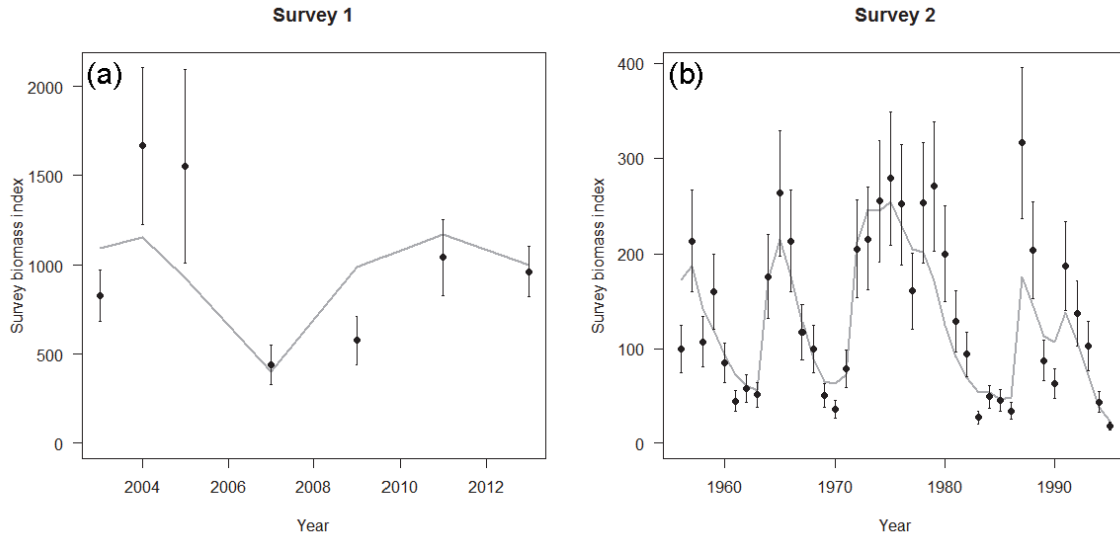 Survey 1
Survey 2
(a)
(b)
Survey biomass index
2000
1500
1000
500
0
2004 2006 2008 2010 2012
Year
Survey biomass index
400
300
200
100
0
1960 1970 1980 1990
Year